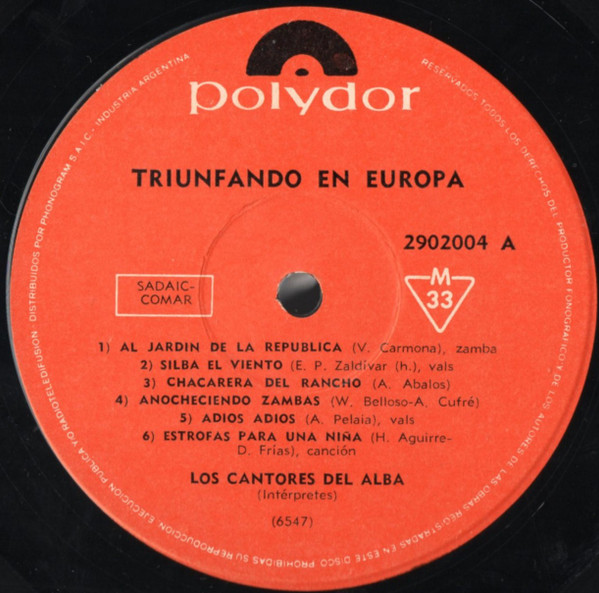 polydor
TRIUNFANDO EN EUROPA
2902004 A
SADAIC-
COMAR
M
33
1) AL JARDIN DE LA REPUBLICA (V. Carmona), zamba
2) SILBA EL VIENTO (E. P. Zaldívar (h.), vals
3) CHACARERA DEL RANCHO (A. Abalos)
4) ANOCHECIENDO ZAMBAS (W. Belloso-A. Cufré)
5) ADIOS ADIOS (A. Pelaia), vals
6) ESTROFAS PARA UNA NIÑA (H. Aguirre-
D. Frías), canción
LOS CANTORES DEL ALBA
(Intérpretes)
(6547)
RESERVADOS TODOS LOS DERECHOS DEL PRODUCTOR FONOGRAFICO Y DE LOS AUTORES DE LAS OBRAS REGISTRADAS EN ESTE DISCO PROHIBIDAS SU REPRODUCCION, EJECUCION PUBLICA Y/O RADIOTELEDIFUSION DISTRIBUIDOS POR PHONOGRAM S.A.I.C. - INDUSTRIA ARGENTINA